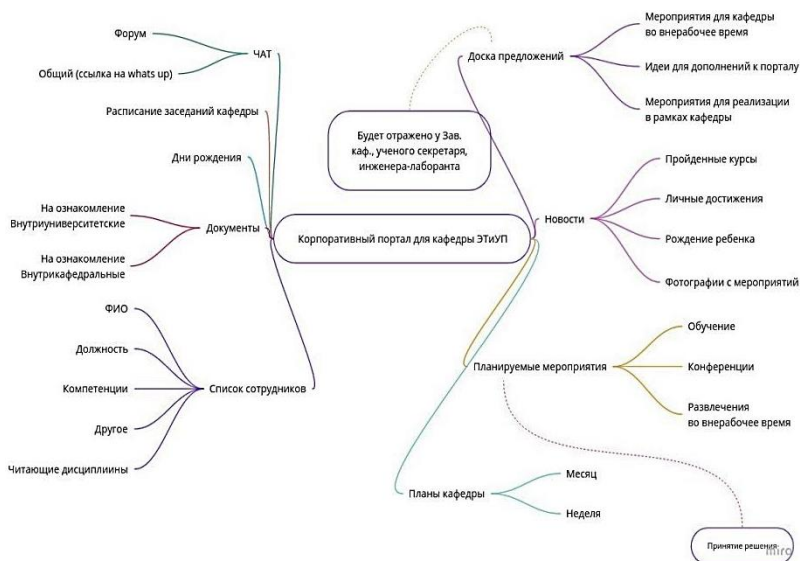 Форум
Общий (ссылка на whats up)
ЧАТ
Расписание заседаний кафедры
Дни рождения
На ознакомление
Внутриуниверситетские
На ознакомление
Внутрикафедральные
Документы
ФИО
Должность
Компетенции
Другое
Читающие дисциплиины
Список сотрудников
Будет отражено у Зав.
каф., ученого секретаря,
инженера-лаборанта
Корпоративный портал для кафедры ЭТиУП
Доска предложений
Мероприятия для кафедры
во внерабочее время
Идеи для дополнений к порталу
Мероприятия для реализации
в рамках кафедры
Новости
Пройденные курсы
Личные достижения
Рождение ребенка
Фотографии с мероприятий
Планируемые мероприятия
Обучение
Конференции
Развлечения
во внерабочее время
Планы кафедры
Месяц
Неделя
Принятие решения
miro